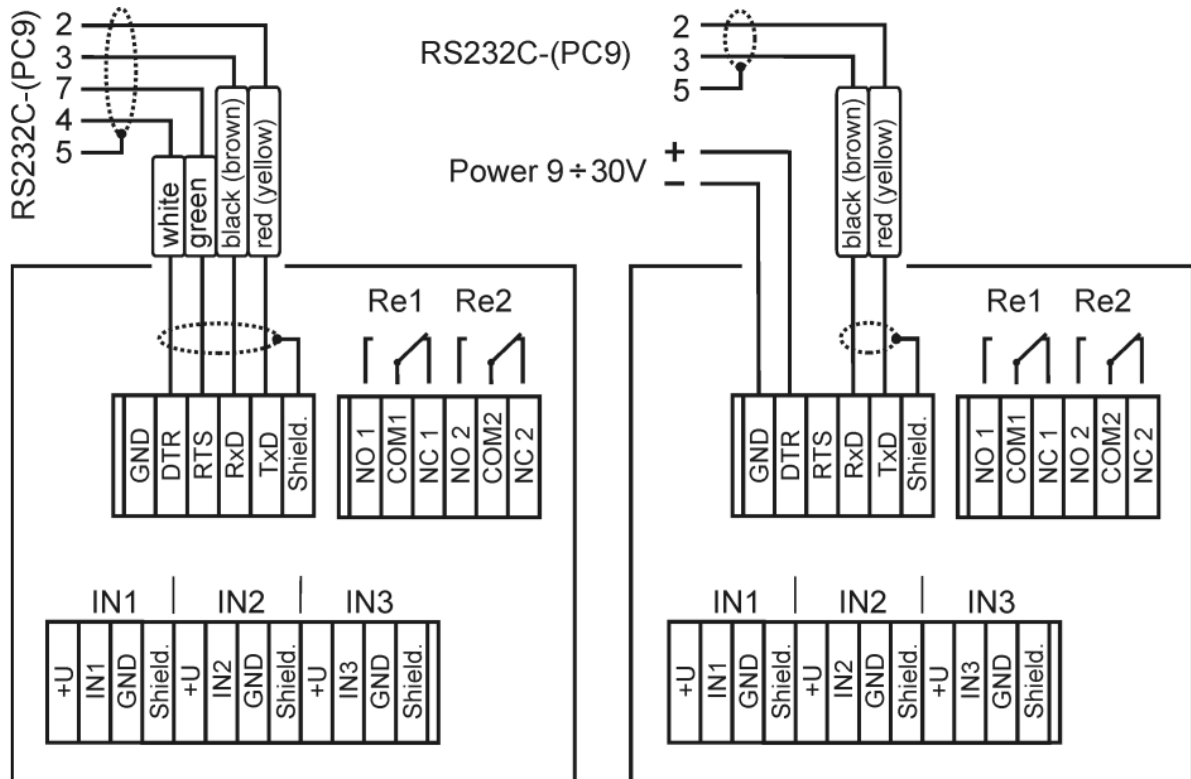 RS232C-(PC9)
2
3
7
4
5
white
green
black (brown)
red (yellow)
Re1 Re2
GND
DTR
RTS
RxD
TxD
Shield.
NO 1
COM1
NC 1
NO 2
COM2
NC 2
IN1 IN2 IN3
+U
IN1
GND
Shield.
+U
IN2
GND
Shield.
+U
IN3
GND
Shield.
RS232C-(PC9)
2
3
5
Power 9÷30V
+
−
black (brown)
red (yellow)
Re1 Re2
GND
DTR
RTS
RxD
TxD
Shield.
NO 1
COM1
NC 1
NO 2
COM2
NC 2
IN1 IN2 IN3
+U
IN1
GND
Shield.
+U
IN2
GND
Shield.
+U
IN3
GND
Shield.